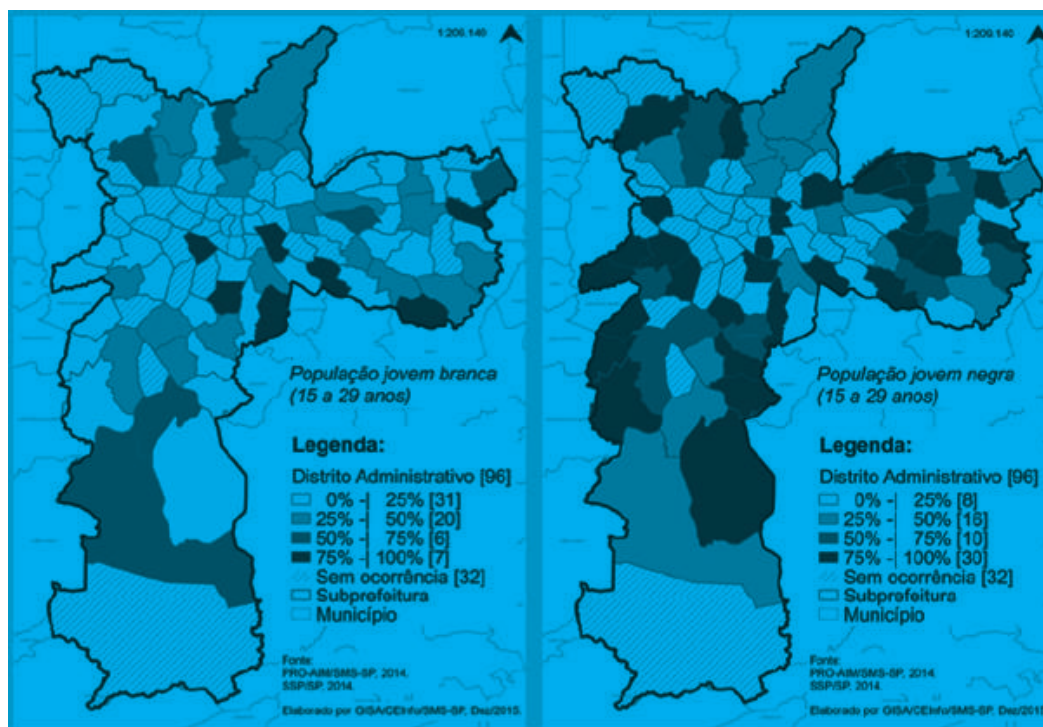 1:209.140
População jovem branca
(15 a 29 anos)
Legenda:
Distrito Administrativo [96]
0% - 25% [31]
25% - 50% [20]
50% - 75% [6]
75% - 100% [7]
Sem ocorrência [32]
Subprefeitura
Município
Fonte:
PRO-AIM/SMS-SP, 2014.
SSP/SP, 2014.
Elaborado por GISA/CEInfo/SMS-SP, Dez/2015.
1:209.140
População jovem negra
(15 a 29 anos)
Legenda:
Distrito Administrativo [96]
0% - 25% [8]
25% - 50% [16]
50% - 75% [10]
75% - 100% [30]
Sem ocorrência [32]
Subprefeitura
Município
Fonte:
PRO-AIM/SMS-SP, 2014.
SSP/SP, 2014.
Elaborado por GISA/CEInfo/SMS-SP, Dez/2015.